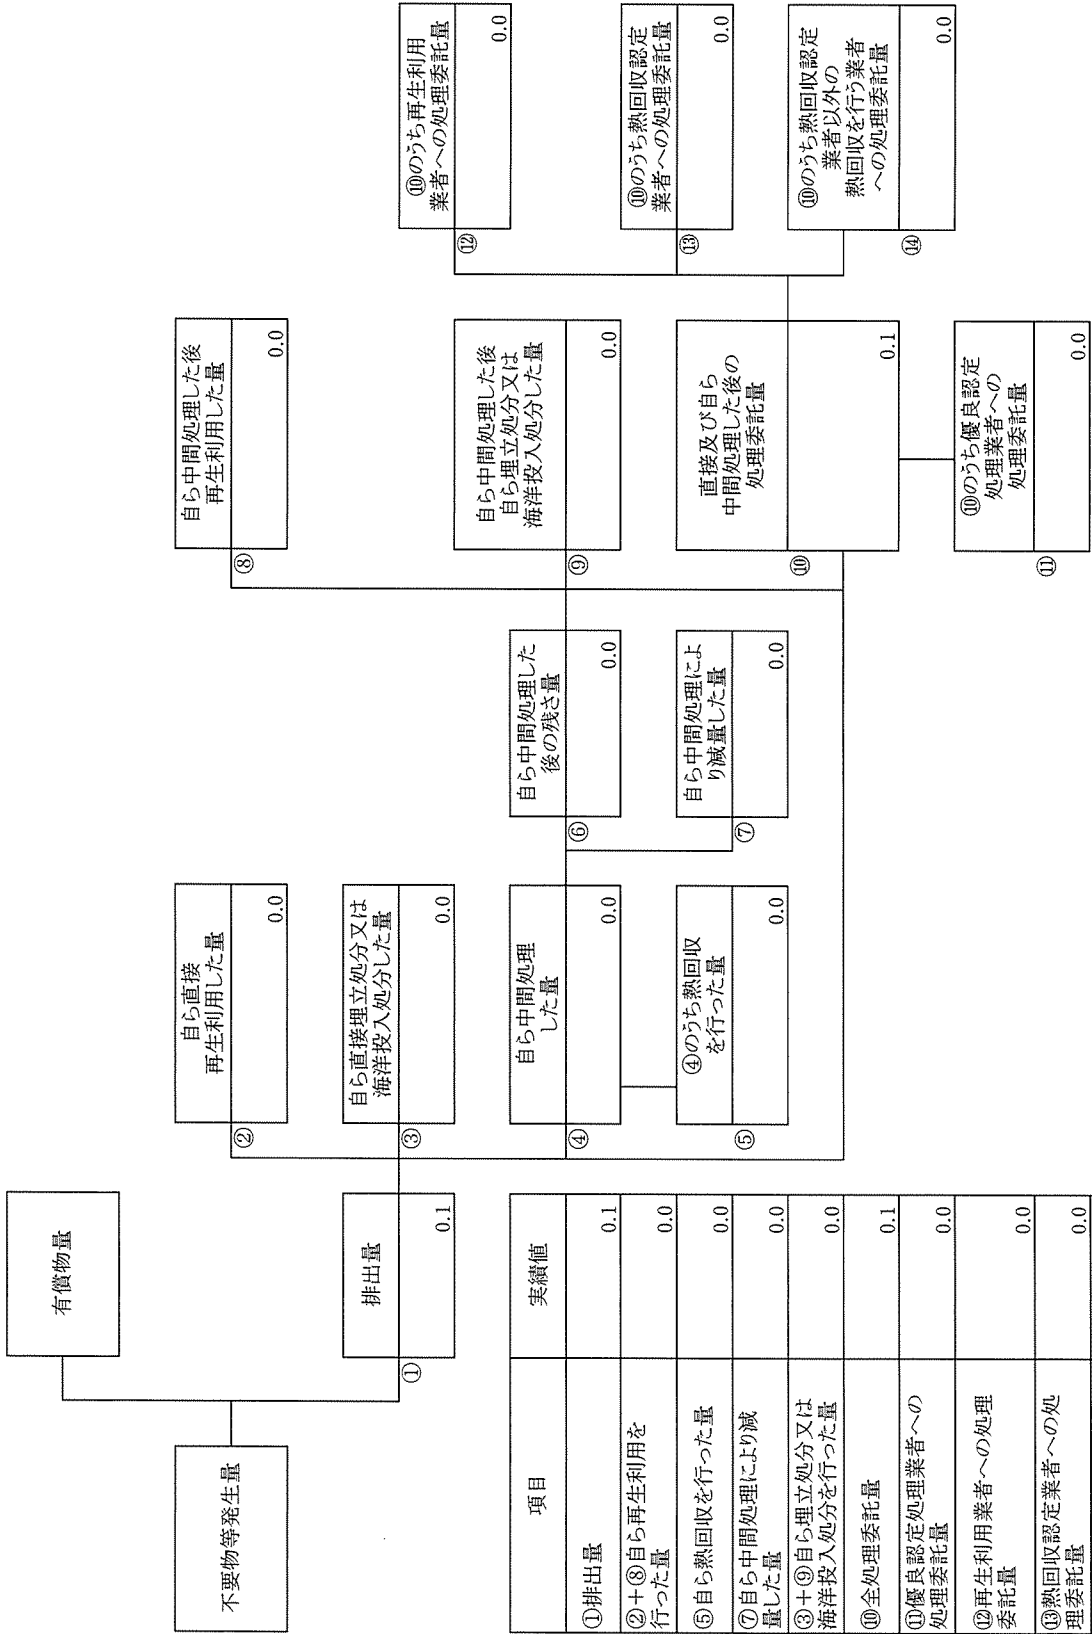 有償物量
不要物等発生量
排出量
①
0.1
自ら直接
再生利用した量
②
0.0
自ら直接埋立処分又は
海洋投入処分した量
③
0.0
自ら中間処理
した量
④
0.0
④のうち熱回収
を行った量
⑤
0.0
自ら中間処理した
後の残さ量
⑥
0.0
自ら中間処理によ
り減量した量
⑦
0.0
自ら中間処理した後
再生利用した量
⑧
0.0
自ら中間処理した後
自ら埋立処分又は
海洋投入処分した量
⑨
0.0
直接及び自ら
中間処理した後の
処理委託量
⑩
0.1
⑩のうち優良認定
処理業者への
処理委託量
⑪
0.0
⑩のうち再生利用
業者への処理委託量
⑫
0.0
⑩のうち熱回収認定
業者への処理委託量
⑬
0.0
⑩のうち熱回収認定
業者以外の
熱回収を行う業者
への処理委託量
⑭
0.0
項目 実績値
①排出量 0.1
②+⑧自ら再生利用を
行った量 0.0
⑤自ら熱回収を行った量 0.0
⑦自ら中間処理により減
量した量 0.0
③+⑨自ら埋立処分又は
海洋投入処分を行った量 0.0
⑩全処理委託量 0.1
⑪優良認定処理業者への
処理委託量 0.0
⑫再生利用業者への処理
委託量 0.0
⑬熱回収認定業者への処
理委託量 0.0